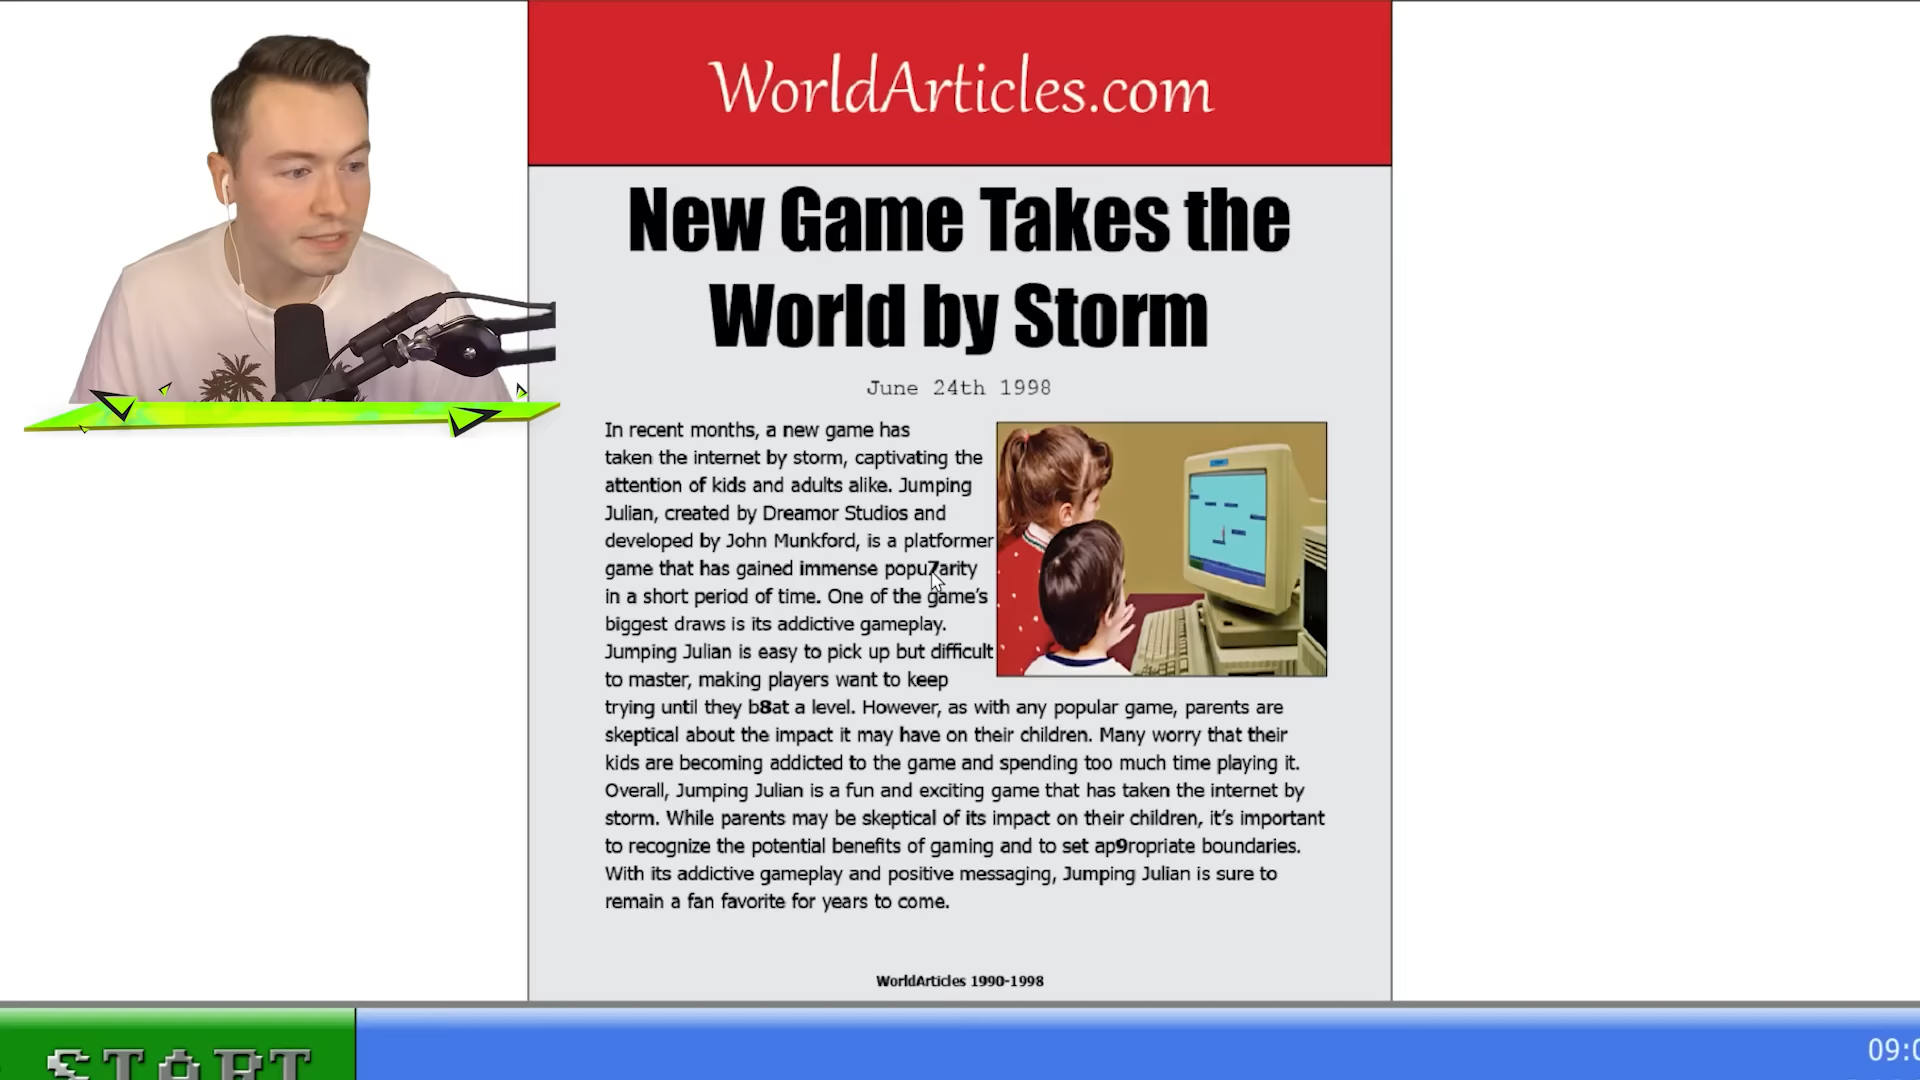 WorldArticles.com
New Game Takes the
World by Storm
June 24th 1998
In recent months, a new game has
taken the internet by storm, captivating the
attention of kids and adults alike. Jumping
Julian, created by Dreamor Studios and
developed by John Munkford, is a platformer
game that has gained immense popu7arity
in a short period of time. One of the game’s
biggest draws is its addictive gameplay.
Jumping Julian is easy to pick up but difficult
to master, making players want to keep
trying until they b8at a level. However, as with any popular game, parents are
skeptical about the impact it may have on their children. Many worry that their
kids are becoming addicted to the game and spending too much time playing it.
Overall, Jumping Julian is a fun and exciting game that has taken the internet by
storm. While parents may be skeptical of its impact on their children, it’s important
to recognize the potential benefits of gaming and to set ap9ropriate boundaries.
With its addictive gameplay and positive messaging, Jumping Julian is sure to
remain a fan favorite for years to come.
WorldArticles 1990-1998
START
09:0